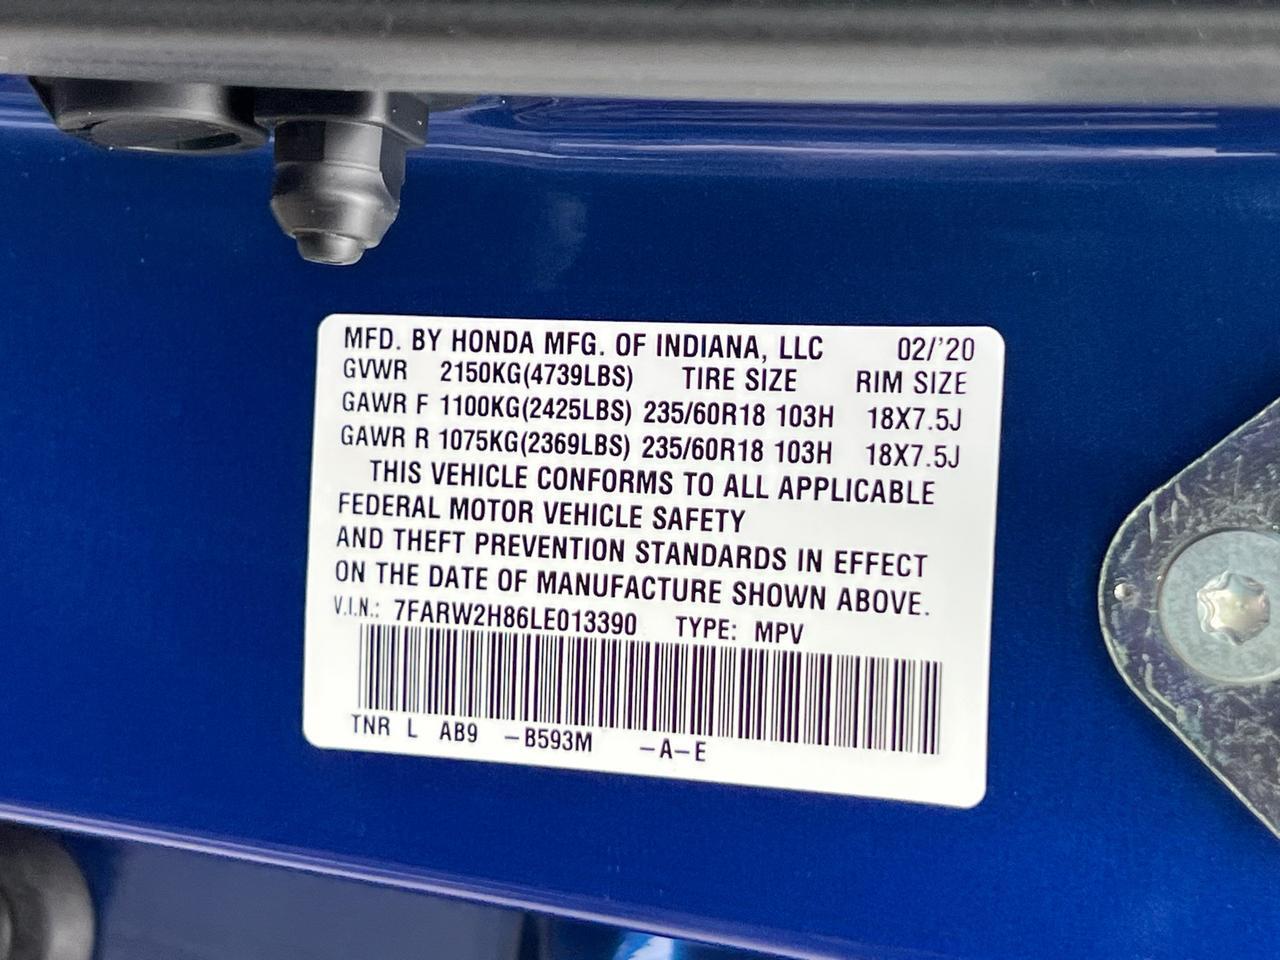 MFD. BY HONDA MFG. OF INDIANA, LLC 02/'20
GVWR 2150KG(4739LBS) TIRE SIZE RIM SIZE
GAWR F 1100KG(2425LBS) 235/60R18 103H 18X7.5J
GAWR R 1075KG(2369LBS) 235/60R18 103H 18X7.5J
THIS VEHICLE CONFORMS TO ALL APPLICABLE
FEDERAL MOTOR VEHICLE SAFETY
AND THEFT PREVENTION STANDARDS IN EFFECT
ON THE DATE OF MANUFACTURE SHOWN ABOVE.
V.I.N.: 7FARW2H86LE013390 TYPE: MPV
TNR L AB9 -B593M -A-E